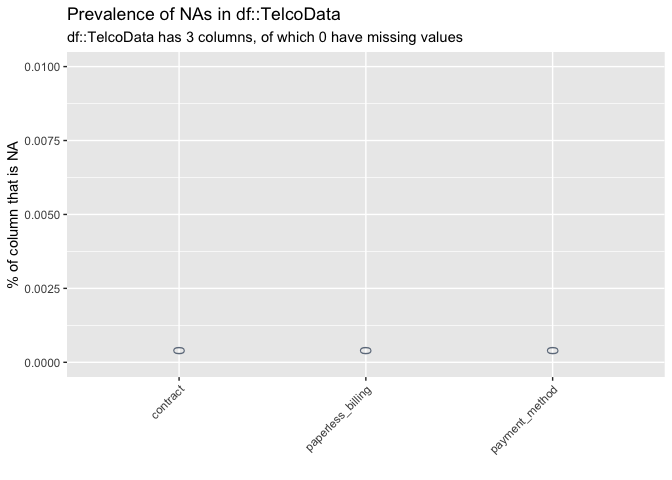 Prevalence of NAs in df::TelcoData
df::TelcoData has 3 columns, of which 0 have missing values
% of column that is NA
0.0100
0.0075
0.0050
0.0025
0.0000
0
0
0
contract
paperless_billing
payment_method